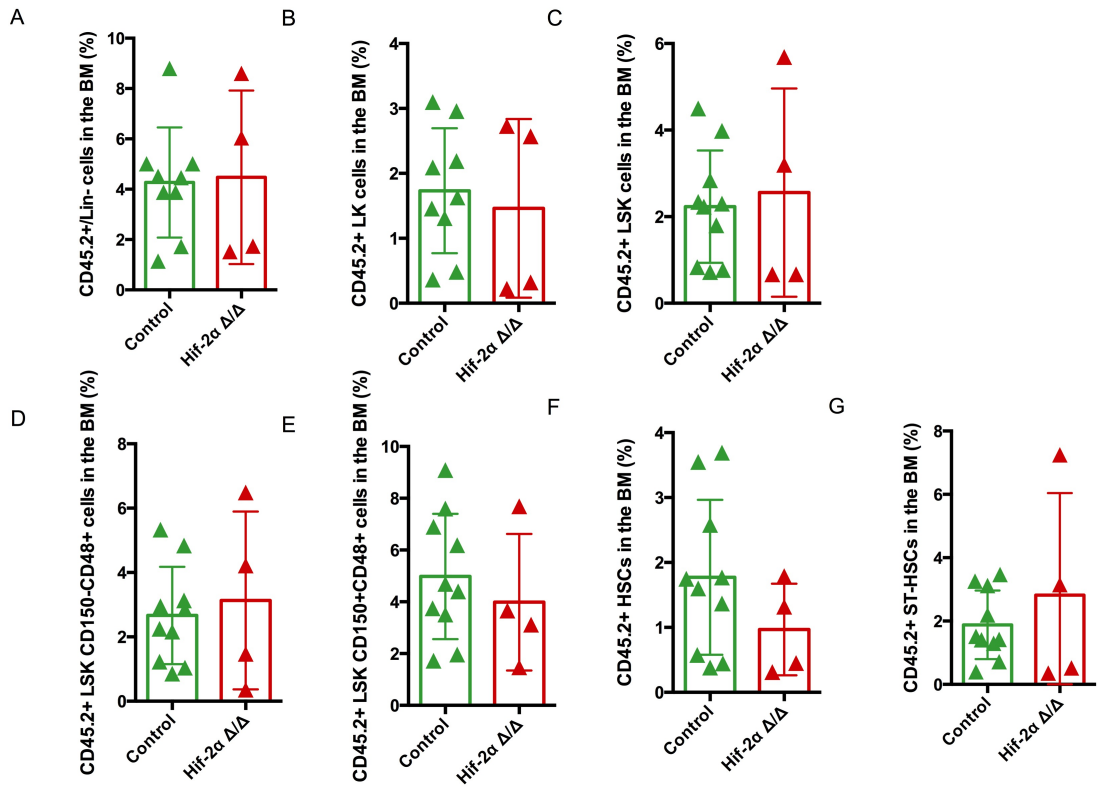 A
CD45.2+/Lin- cells in the BM (%)
10
8
6
4
2
0
Control
Hif-2α Δ/Δ
B
CD45.2+ LK cells in the BM (%)
4
3
2
1
0
Control
Hif-2α Δ/Δ
C
CD45.2+ LSK cells in the BM (%)
6
4
2
0
Control
Hif-2α Δ/Δ
D
CD45.2+ LSK CD150-CD48+ cells in the BM (%)
8
6
4
2
0
Control
Hif-2α Δ/Δ
E
CD45.2+ LSK CD150+CD48+ cells in the BM (%)
10
8
6
4
2
0
Control
Hif-2α Δ/Δ
F
CD45.2+ HSCs in the BM (%)
4
3
2
1
0
Control
Hif-2α Δ/Δ
G
CD45.2+ ST-HSCs in the BM (%)
8
6
4
2
0
Control
Hif-2α Δ/Δ